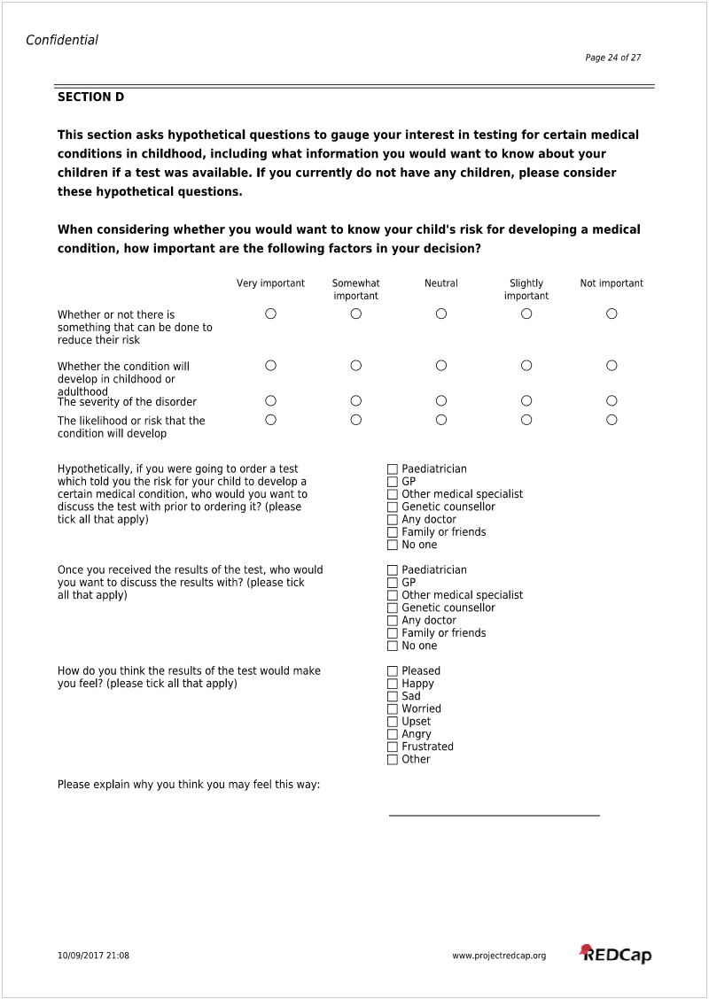 Confidential
Page 24 of 27
SECTION D
This section asks hypothetical questions to gauge your interest in testing for certain medical
conditions in childhood, including what information you would want to know about your
children if a test was available. If you currently do not have any children, please consider
these hypothetical questions.
When considering whether you would want to know your child's risk for developing a medical
condition, how important are the following factors in your decision?
Very important Somewhat Neutral Slightly Not important
important important
Whether or not there is
something that can be done to
reduce their risk
Whether the condition will
develop in childhood or
adulthood
The severity of the disorder
The likelihood or risk that the
condition will develop
Hypothetically, if you were going to order a test
which told you the risk for your child to develop a
certain medical condition, who would you want to
discuss the test with prior to ordering it? (please
tick all that apply)
Paediatrician
GP
Other medical specialist
Genetic counsellor
Any doctor
Family or friends
No one
Once you received the results of the test, who would
you want to discuss the results with? (please tick
all that apply)
Paediatrician
GP
Other medical specialist
Genetic counsellor
Any doctor
Family or friends
No one
How do you think the results of the test would make
you feel? (please tick all that apply)
Pleased
Happy
Sad
Worried
Upset
Angry
Frustrated
Other
Please explain why you think you may feel this way:
10/09/2017 21:08
www.projectredcap.org
REDCap